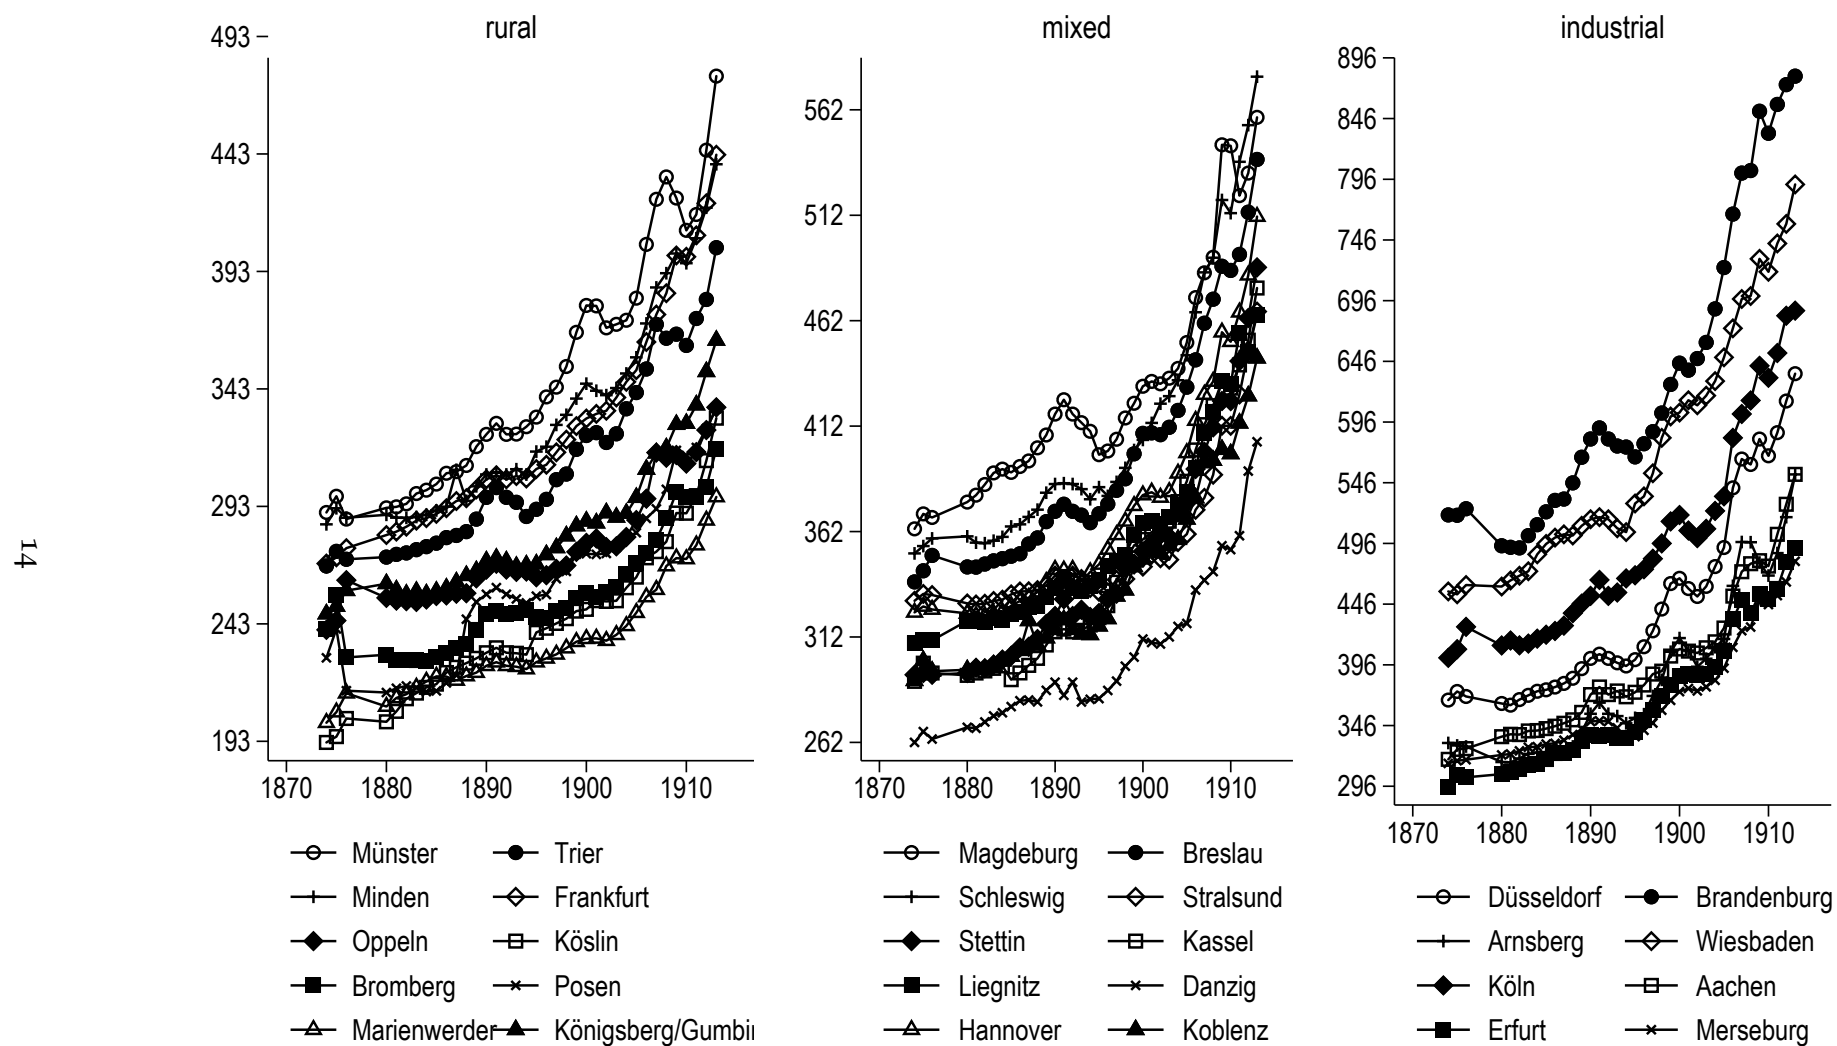 rural
mixed
industrial
493
443
393
343
293
243
193
1870 1880 1890 1900 1910
562
512
462
412
362
312
262
1870 1880 1890 1900 1910
896
846
796
746
696
646
596
546
496
446
396
346
296
1870 1880 1890 1900 1910
14
Münster Trier
Minden Frankfurt
Oppeln Köslin
Bromberg Posen
Marienwerder Königsberg/Gumbin
Magdeburg Breslau
Schleswig Stralsund
Stettin Kassel
Liegnitz Danzig
Hannover Koblenz
Düsseldorf Brandenburg
Arnsberg Wiesbaden
Köln Aachen
Erfurt Merseburg